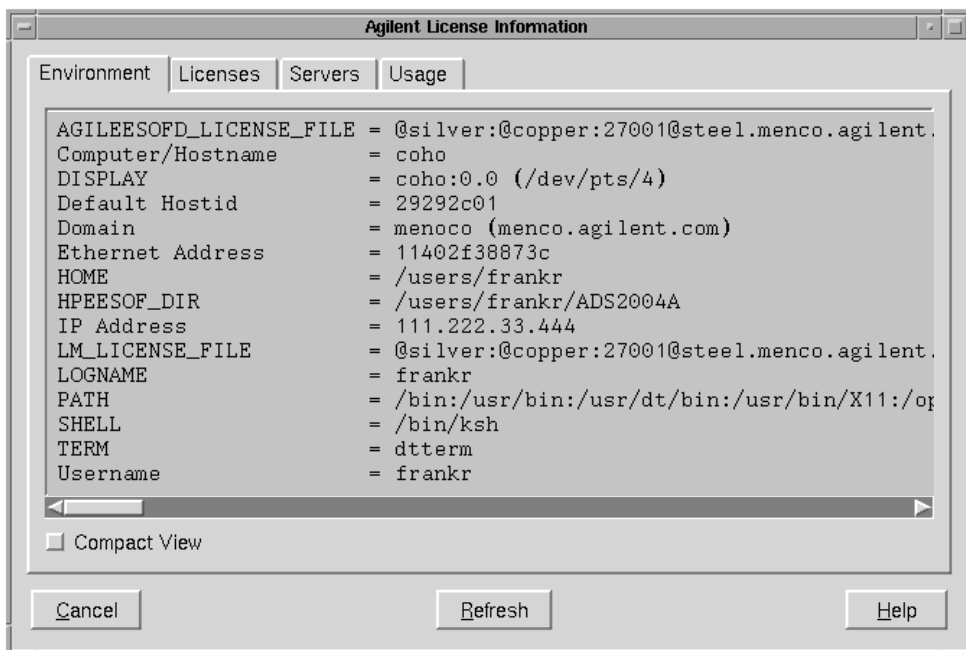 Agilent License Information
Environment Licenses Servers Usage
AGILEESOFD_LICENSE_FILE = @silver:@copper:27001@steel.menco.agilent.
Computer/Hostname = coho
DISPLAY = coho:0.0 (/dev/pts/4)
Default Hostid = 29292c01
Domain = menoco (menco.agilent.com)
Ethernet Address = 11402f38873c
HOME = /users/frankr
HPEESOF_DIR = /users/frankr/ADS2004A
IP Address = 111.222.33.444
LM_LICENSE_FILE = @silver:@copper:27001@steel.menco.agilent.
LOGNAME = frankr
PATH = /bin:/usr/bin:/usr/dt/bin:/usr/bin/X11:/op
SHELL = /bin/ksh
TERM = dtterm
Username = frankr
Compact View
Cancel Refresh Help